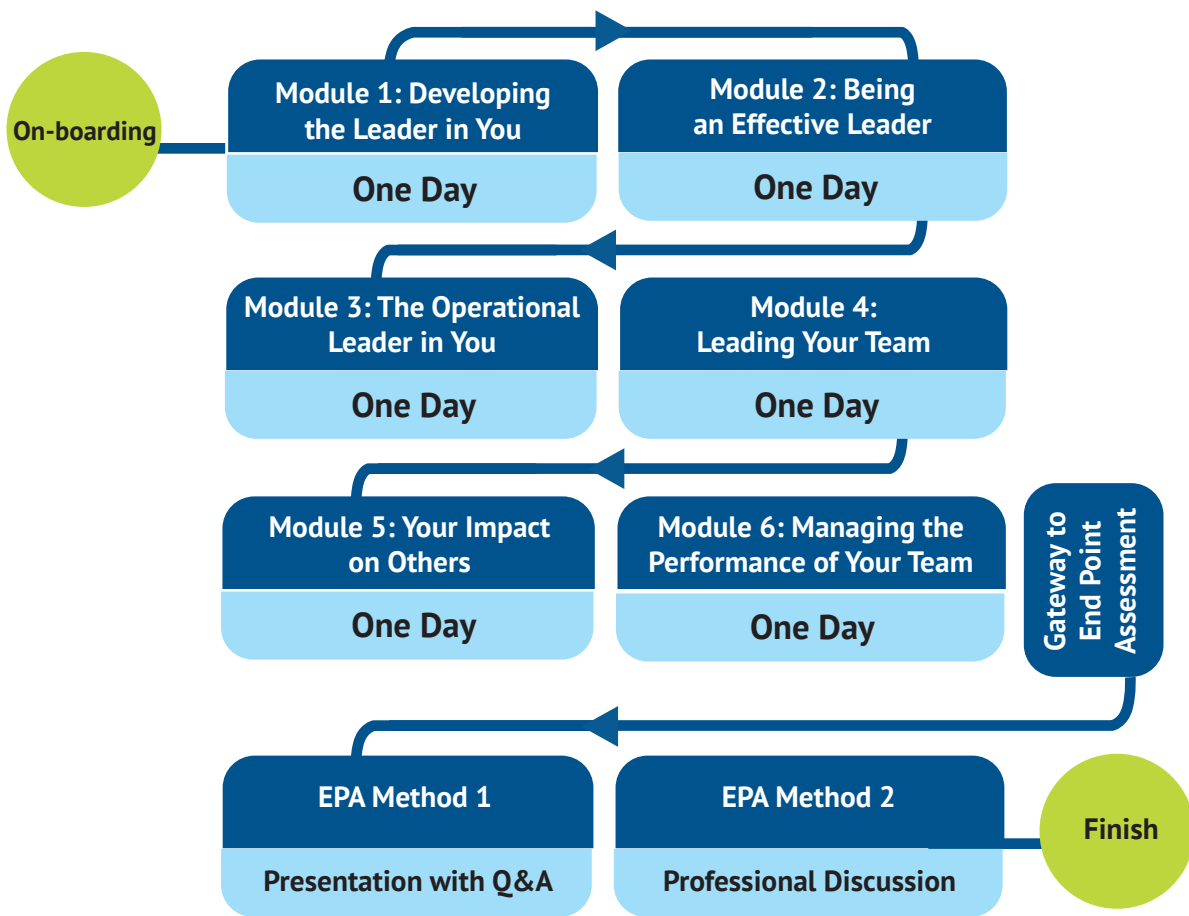 On-boarding
Module 1: Developing
the Leader in You
One Day
Module 2: Being
an Effective Leader
One Day
Module 3: The Operational
Leader in You
One Day
Module 4:
Leading Your Team
One Day
Module 5: Your Impact
on Others
One Day
Module 6: Managing the
Performance of Your Team
One Day
Gateway to
End Point
Assessment
EPA Method 1
Presentation with Q&A
EPA Method 2
Professional Discussion
Finish